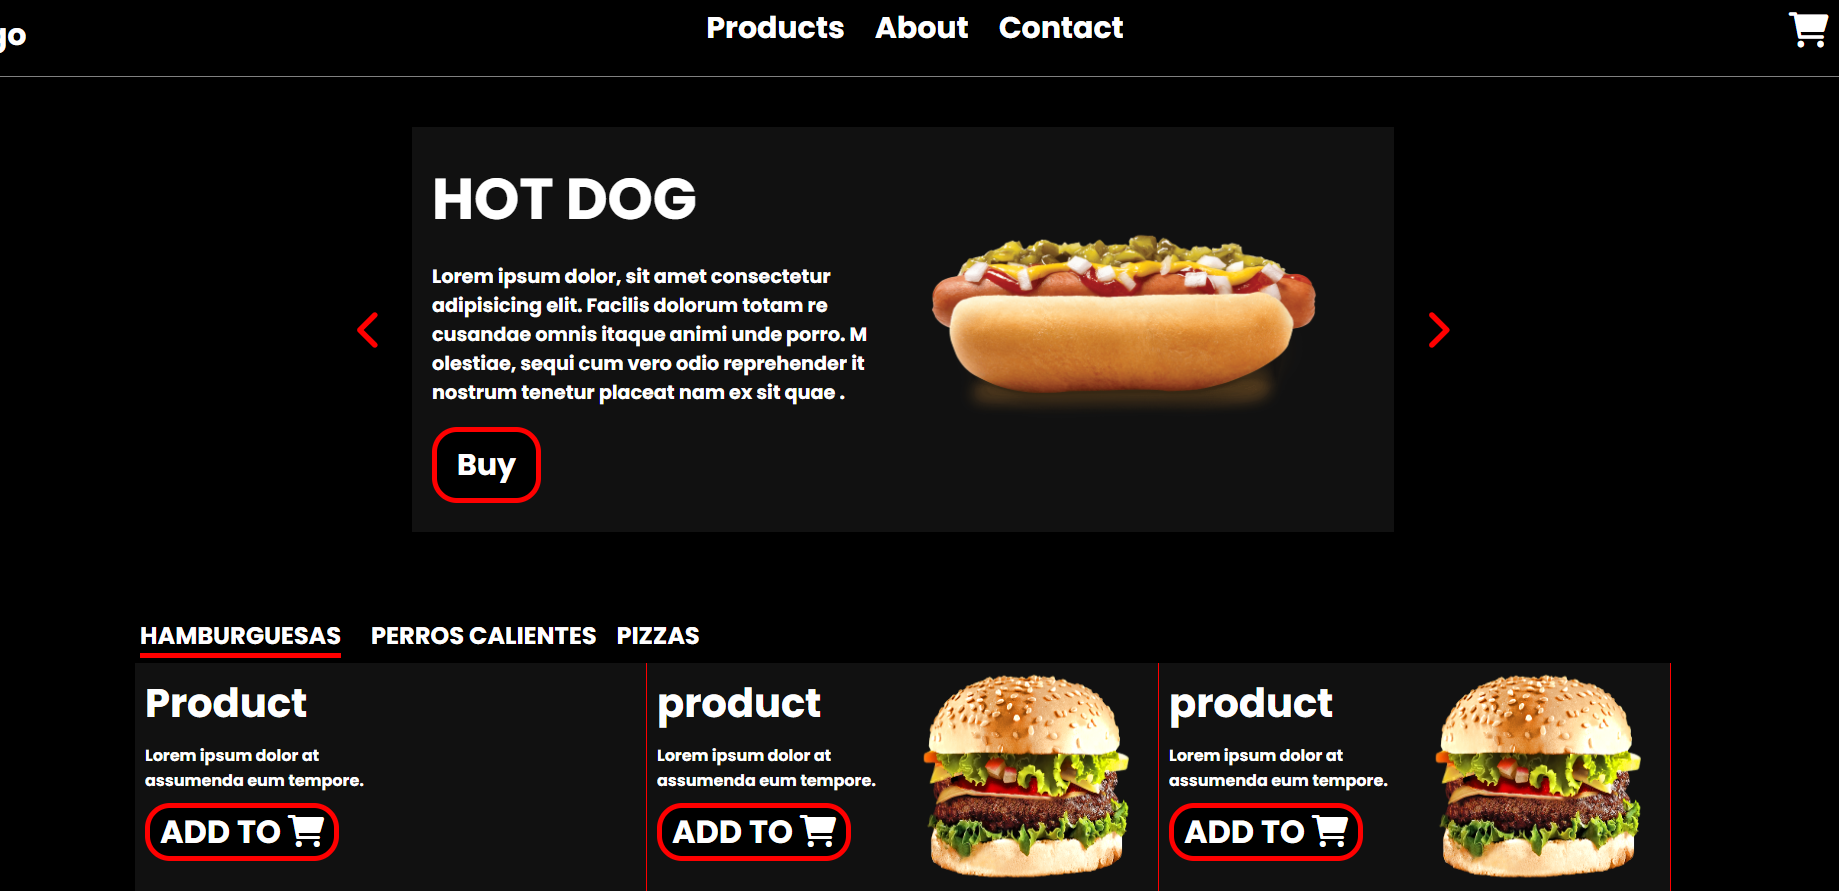 go
Products About Contact
HOT DOG
Lorem ipsum dolor, sit amet consectetur
adipisicing elit. Facilis dolorum totam re
cusandae omnis itaque animi unde porro. M
olestiae, sequi cum vero odio reprehender it
nostrum tenetur placeat nam ex sit quae .
Buy
HAMBURGUESAS PERROS CALIENTES PIZZAS
Product
Lorem ipsum dolor at
assumenda eum tempore.
ADD TO
product
Lorem ipsum dolor at
assumenda eum tempore.
ADD TO
product
Lorem ipsum dolor at
assumenda eum tempore.
ADD TO